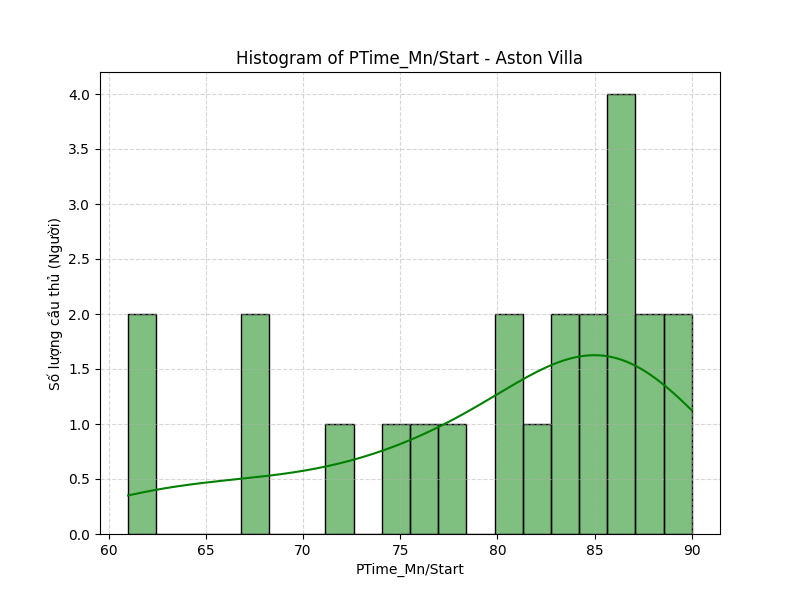 Histogram of PTime_Mn/Start - Aston Villa
Số lượng cầu thủ (Người)
4.0
3.5
3.0
2.5
2.0
1.5
1.0
0.5
0.0
60 65 70 75 80 85 90
PTime_Mn/Start